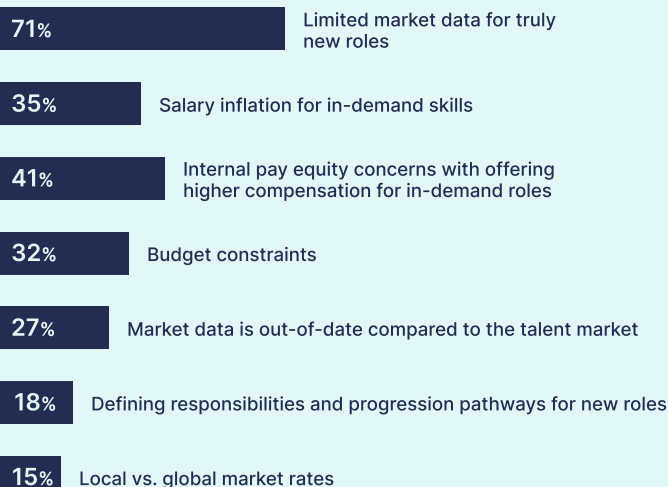 71%
Limited market data for truly
new roles
35%
Salary inflation for in-demand skills
41%
Internal pay equity concerns with offering
higher compensation for in-demand roles
32%
Budget constraints
27%
Market data is out-of-date compared to the talent market
18%
Defining responsibilities and progression pathways for new roles
15%
Local vs. global market rates